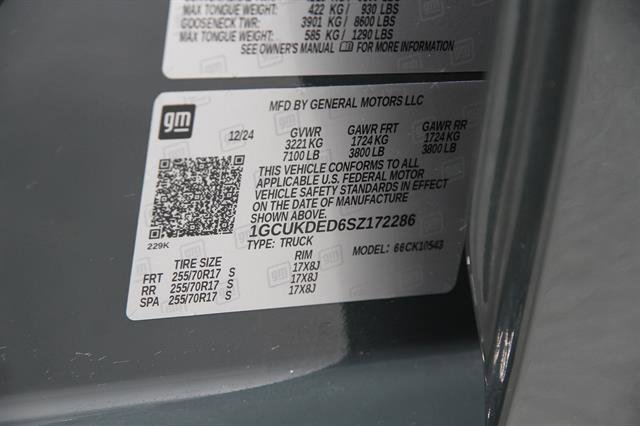 MAX TONGUE WEIGHT: 422 KG / 930 LBS
GOOSENECK TWR: 3901 KG / 8600 LBS
MAX TONGUE WEIGHT: 585 KG / 1290 LBS
SEE OWNER'S MANUAL FOR MORE INFORMATION
gm
MFD BY GENERAL MOTORS LLC
12/24 GVWR GAWR FRT GAWR RR
3221 KG 1724 KG 1724 KG
7100 LB 3800 LB 3800 LB
THIS VEHICLE CONFORMS TO ALL
APPLICABLE U.S. FEDERAL MOTOR
VEHICLE SAFETY STANDARDS IN EFFECT
ON THE DATE OF MANUFACTURE
SHOWN ABOVE.
1GCUKDED6SZ172286
TYPE: TRUCK MODEL: 66CK10543
229K
TIRE SIZE RIM
FRT 255/70R17 S 17X8J
RR 255/70R17 S 17X8J
SPA 255/70R17 S 17X8J